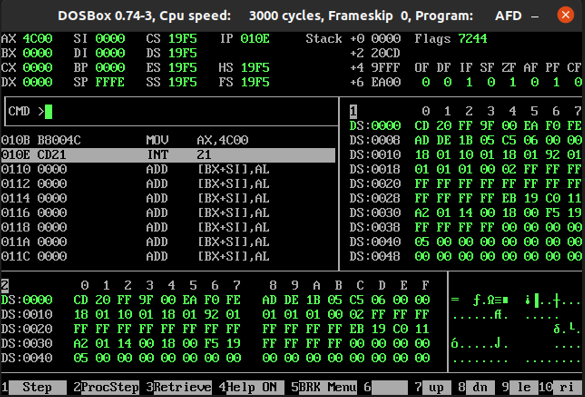 DOSBox 0.74-3, Cpu speed: 3000 cycles, Frameskip 0, Program: AFD
AX 4C00 SI 0000 CS 19F5 IP 010E Stack +0 0000 Flags 7244
BX 0000 DI 0000 DS 19F5 +2 20CD
CX 0000 BP 0000 ES 19F5 HS 19F5 +4 9FFF OF DF IF SF ZF AF PF CF
DX 0000 SP FFFE SS 19F5 FS 19F5 +6 EA00 0 0 1 0 1 0 1 0
CMD > 1 0 1 2 3 4 5 6 7
DS:0000 CD 20 FF 9F 00 EA F0 FE
010B B8004C MOV AX,4C00 DS:0008 AD DE 1B 05 C5 06 00 00
010E CD21 INT 21 DS:0010 18 01 10 01 18 01 92 01
0110 0000 ADD [BX+SI],AL DS:0018 01 01 01 00 02 FF FF FF
0112 0000 ADD [BX+SI],AL DS:0020 FF FF FF FF FF FF FF FF
0114 0000 ADD [BX+SI],AL DS:0028 FF FF FF FF EB 19 C0 11
0116 0000 ADD [BX+SI],AL DS:0030 A2 01 14 00 18 00 F5 19
0118 0000 ADD [BX+SI],AL DS:0038 FF FF FF FF 00 00 00 00
011A 0000 ADD [BX+SI],AL DS:0040 05 00 00 00 00 00 00 00
011C 0000 ADD [BX+SI],AL DS:0048 00 00 00 00 00 00 00 00
2 0 1 2 3 4 5 6 7 8 9 A B C D E F
DS:0000 CD 20 FF 9F 00 EA F0 FE AD DE 1B 05 C5 06 00 00
DS:0010 18 01 10 01 18 01 92 01 01 01 01 00 02 FF FF FF
DS:0020 FF FF FF FF FF FF FF FF FF FF FF FF EB 19 C0 11
DS:0030 A2 01 14 00 18 00 F5 19 FF FF FF FF 00 00 00 00
DS:0040 05 00 00 00 00 00 00 00 00 00 00 00 00 00 00 00
1 Step 2 ProcStep 3 Retrieve 4 Help ON 5 BRK Menu 6 7 up 8 dn 9 le 10 ri